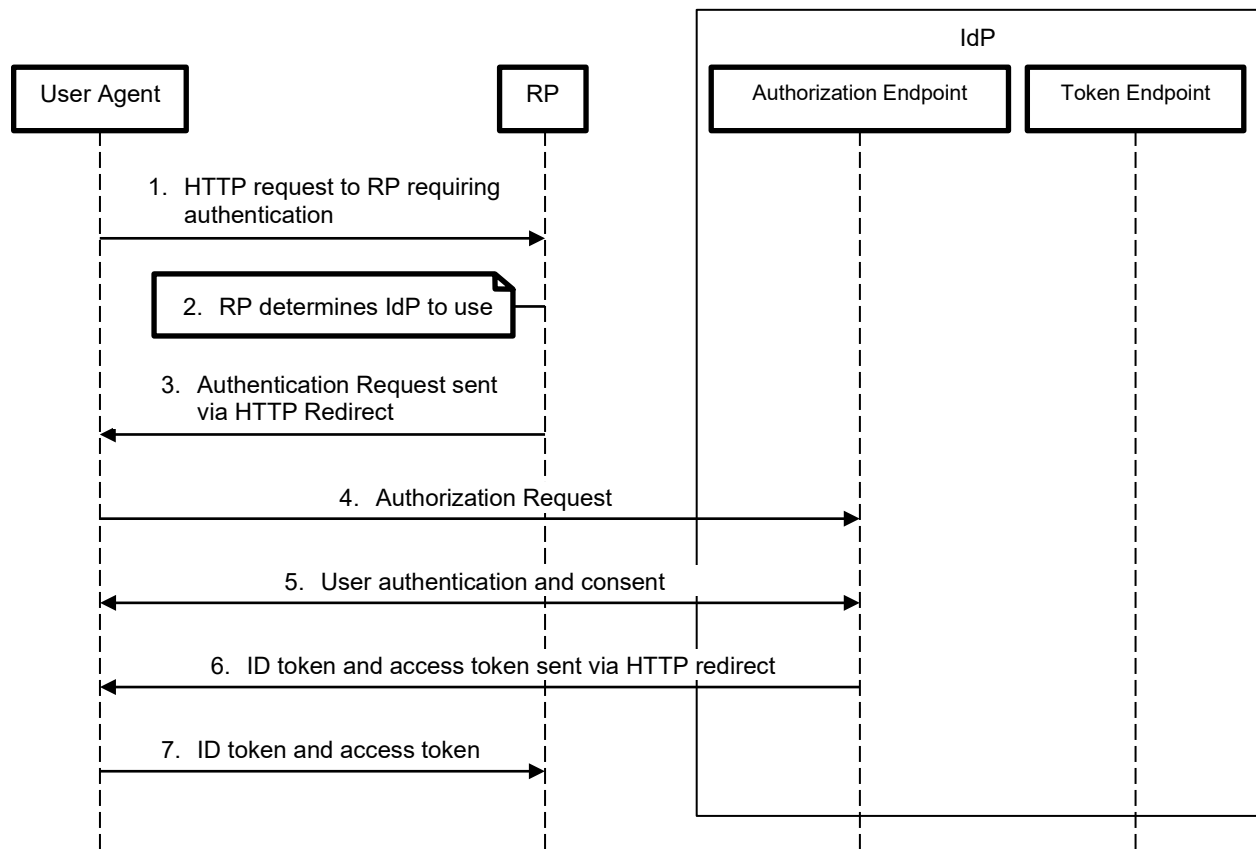 IdP
User Agent
RP
Authorization Endpoint
Token Endpoint
1. HTTP request to RP requiring
authentication
2. RP determines IdP to use
3. Authentication Request sent
via HTTP Redirect
4. Authorization Request
5. User authentication and consent
6. ID token and access token sent via HTTP redirect
7. ID token and access token